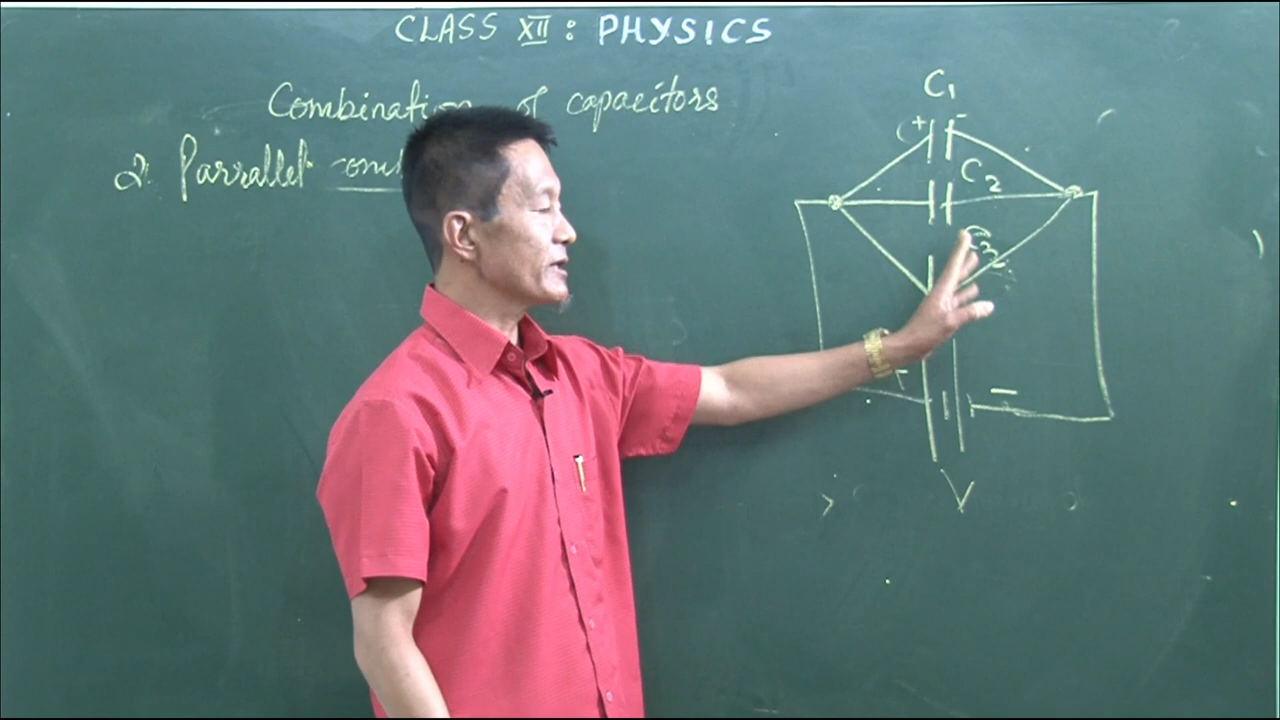 CLASS XII : PHYSICS
Combination of capacitors
2. Parrallel
C1
+ -
C2
C3
-
V